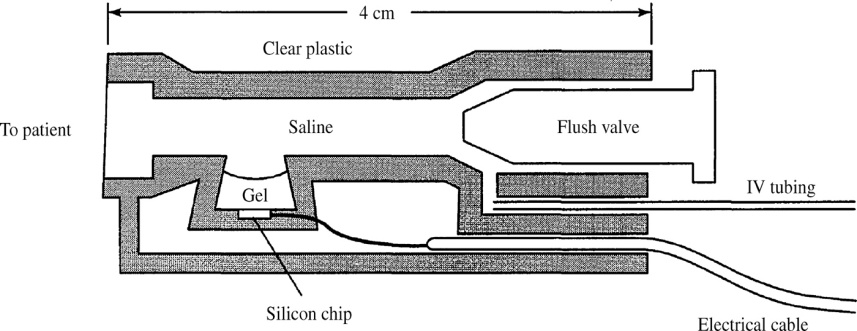 4 cm
Clear plastic
To patient
Saline
Flush valve
IV tubing
Gel
Silicon chip
Electrical cable